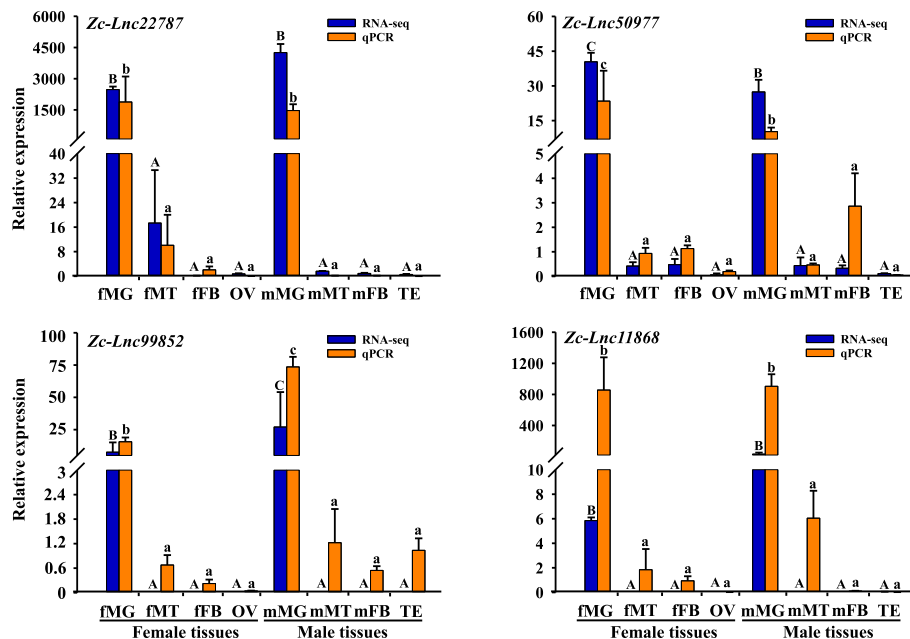 Zc-Lnc22787
RNA-seq
qPCR
Relative expression
6000
4500
3000
1500
40
32
24
16
8
0
B b A a A a A a B b A a A a A a
fMG fMT fFB OV mMG mMT mFB TE
Zc-Lnc50977
RNA-seq
qPCR
60
45
30
15
5
4
3
2
1
0
C c A a A a A a B b A a A a A a
fMG fMT fFB OV mMG mMT mFB TE
Zc-Lnc99852
RNA-seq
qPCR
Relative expression
100
75
50
25
3
2.4
1.8
1.2
0.6
0
B b A a A a A a C c A a A a A a
fMG fMT fFB OV mMG mMT mFB TE
Female tissues Male tissues
Zc-Lnc11868
RNA-seq
qPCR
1600
1200
800
400
10
8
6
4
2
0
B b A a A a A a B b A a A a A a
fMG fMT fFB OV mMG mMT mFB TE
Female tissues Male tissues